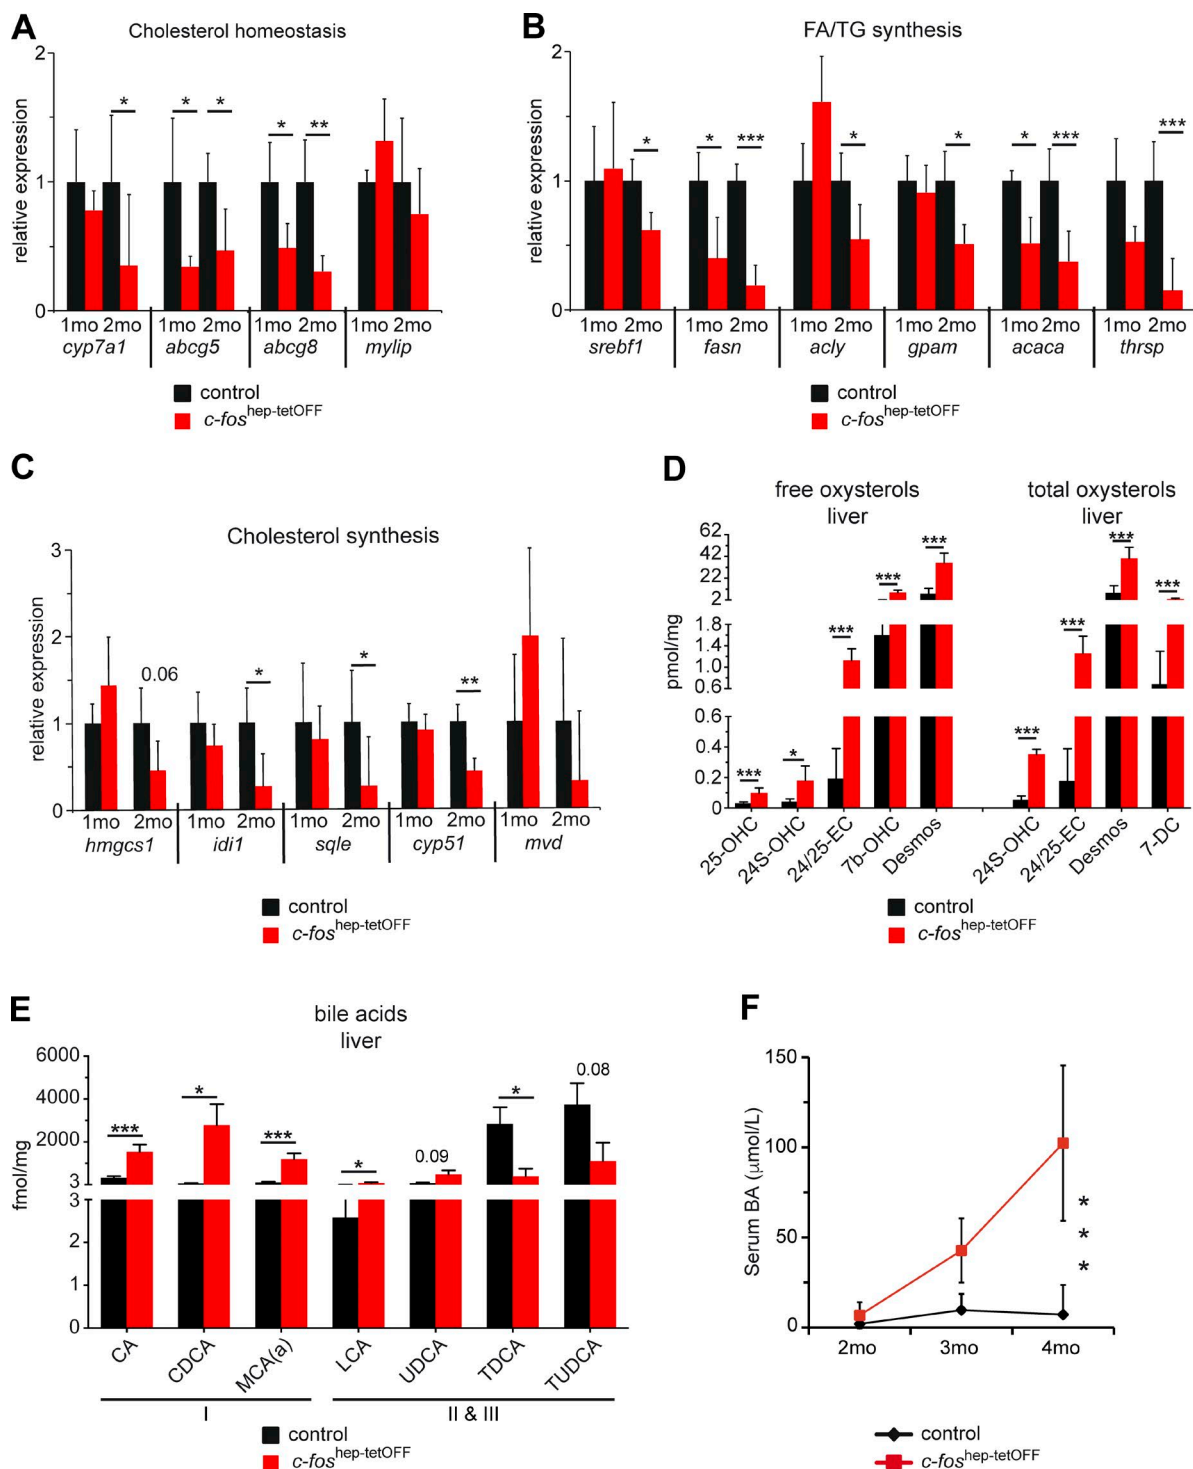 A
Cholesterol homeostasis
2
1
0
relative expression
* * * * **
1mo 2mo 1mo 2mo 1mo 2mo 1mo 2mo
cyp7a1 abcg5 abcg8 mylip
control
c-fos hep-tetOFF
B
FA/TG synthesis
2
1
0
relative expression
* * *** * * * *** ***
1mo 2mo 1mo 2mo 1mo 2mo 1mo 2mo 1mo 2mo 1mo 2mo
srebf1 fasn acly gpam acaca thrsp
control
c-fos hep-tetOFF
C
Cholesterol synthesis
3
2
1
0
relative expression
0.06 * * **
1mo 2mo 1mo 2mo 1mo 2mo 1mo 2mo 1mo 2mo
hmgcs1 idi1 sqle cyp51 mvd
control
c-fos hep-tetOFF
D
free oxysterols total oxysterols
liver liver
62
42
22
2
1.8
1.4
1.0
0.6
0.6
0.4
0.2
0
pmol/mg
*** * *** *** *** *** *** *** ***
25-OHC 24S-OHC 24/25-EC 7b-OHC Desmos 24S-OHC 24/25-EC Desmos 7-DC
control
c-fos hep-tetOFF
E
bile acids
liver
6000
4000
2000
3
3
2
1
0
fmol/mg
*** * *** * 0.09 * 0.08
CA CDCA MCA(a) LCA UDCA TDCA TUDCA
I II & III
control
c-fos hep-tetOFF
F
150
100
50
0
Serum BA (μmol/L)
*
*
*
2mo 3mo 4mo
control
c-fos hep-tetOFF